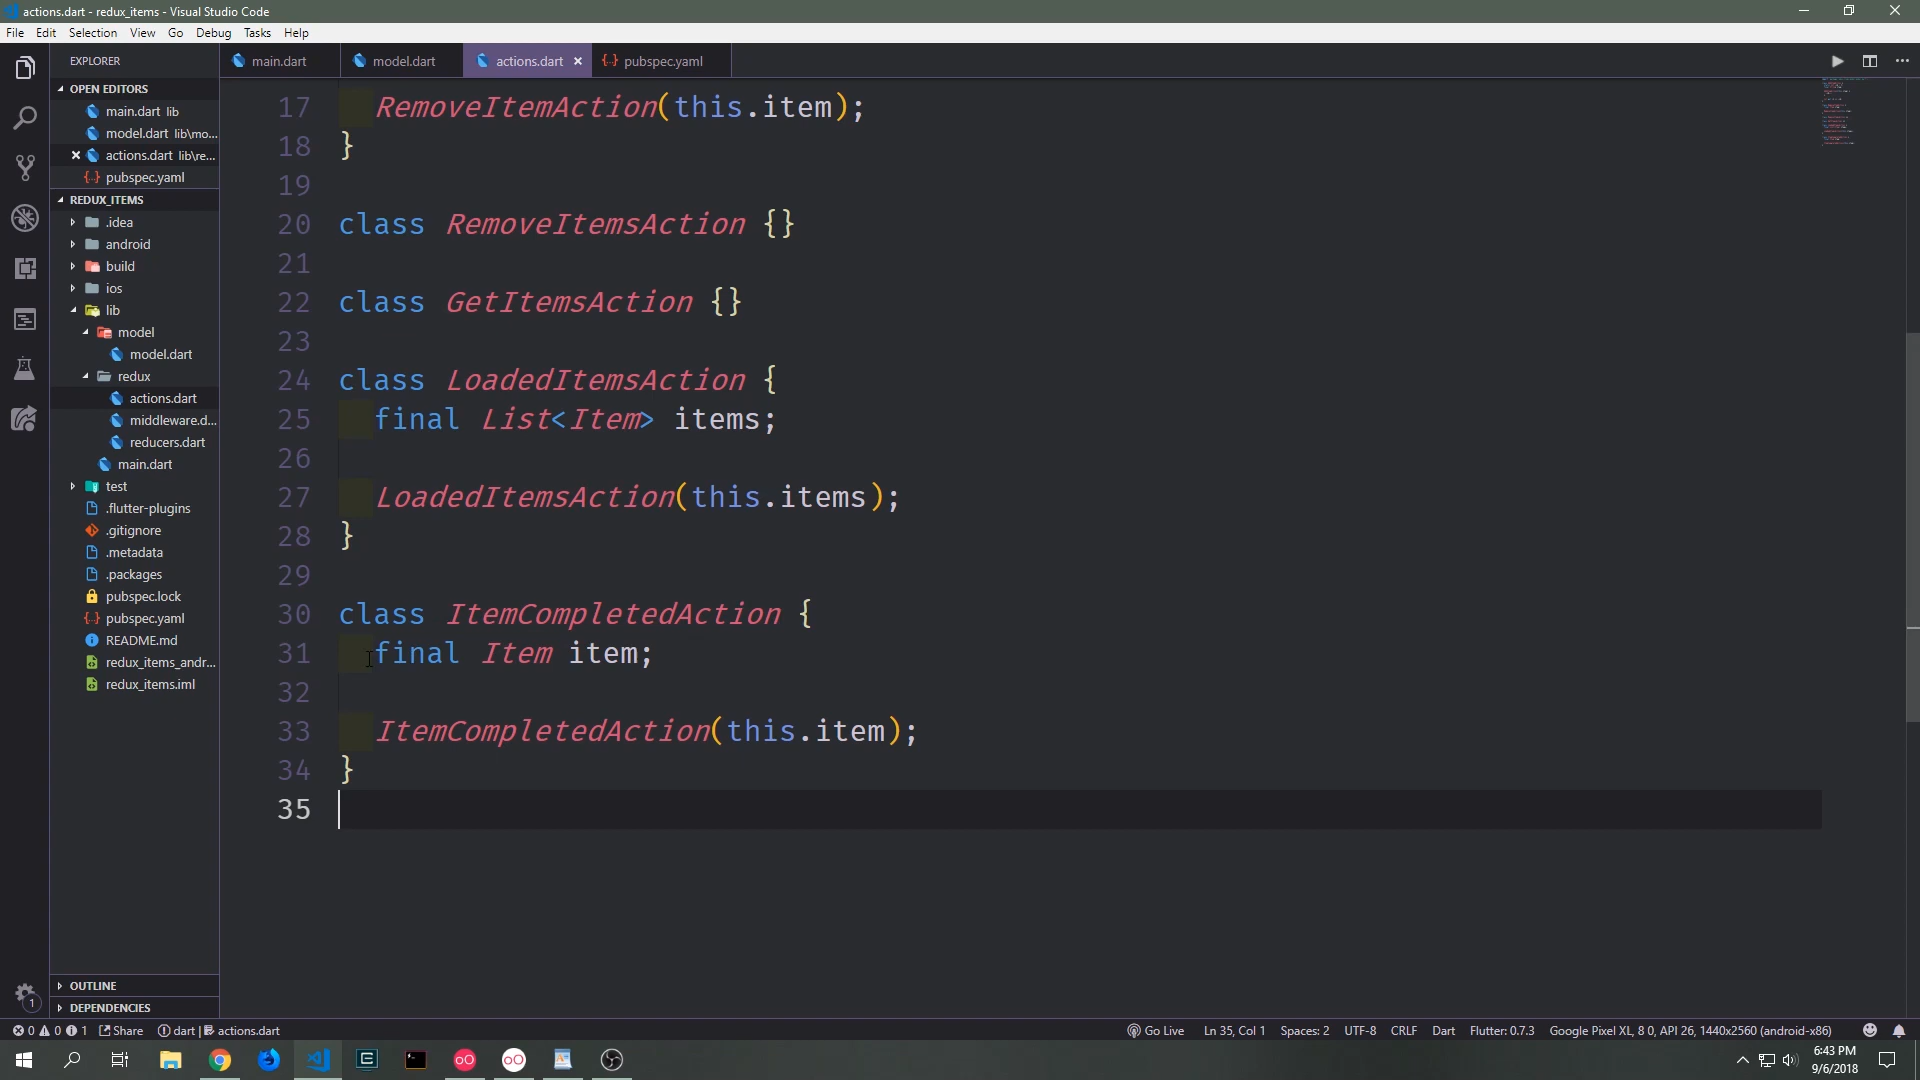 actions.dart - redux_items - Visual Studio Code
File Edit Selection View Go Debug Tasks Help
EXPLORER
OPEN EDITORS
main.dart lib
model.dart lib\mo...
actions.dart lib\re...
pubspec.yaml
REDUX_ITEMS
.idea
android
build
ios
lib
model
model.dart
redux
actions.dart
middleware.d...
reducers.dart
main.dart
test
.flutter-plugins
.gitignore
.metadata
.packages
pubspec.lock
pubspec.yaml
README.md
redux_items_andr...
redux_items.iml
OUTLINE
DEPENDENCIES
1
main.dart model.dart actions.dart pubspec.yaml
17 RemoveItemAction(this.item);
18 }
19
20 class RemoveItemsAction {}
21
22 class GetItemsAction {}
23
24 class LoadedItemsAction {
25 final List<Item> items;
26
27 LoadedItemsAction(this.items);
28 }
29
30 class ItemCompletedAction {
31 final Item item;
32
33 ItemCompletedAction(this.item);
34 }
35
0 0 1 Share dart | actions.dart Go Live Ln 35, Col 1 Spaces: 2 UTF-8 CRLF Dart Flutter: 0.7.3 Google Pixel XL, 8 0, API 26, 1440x2560 (android-x86)
6:43 PM
9/6/2018